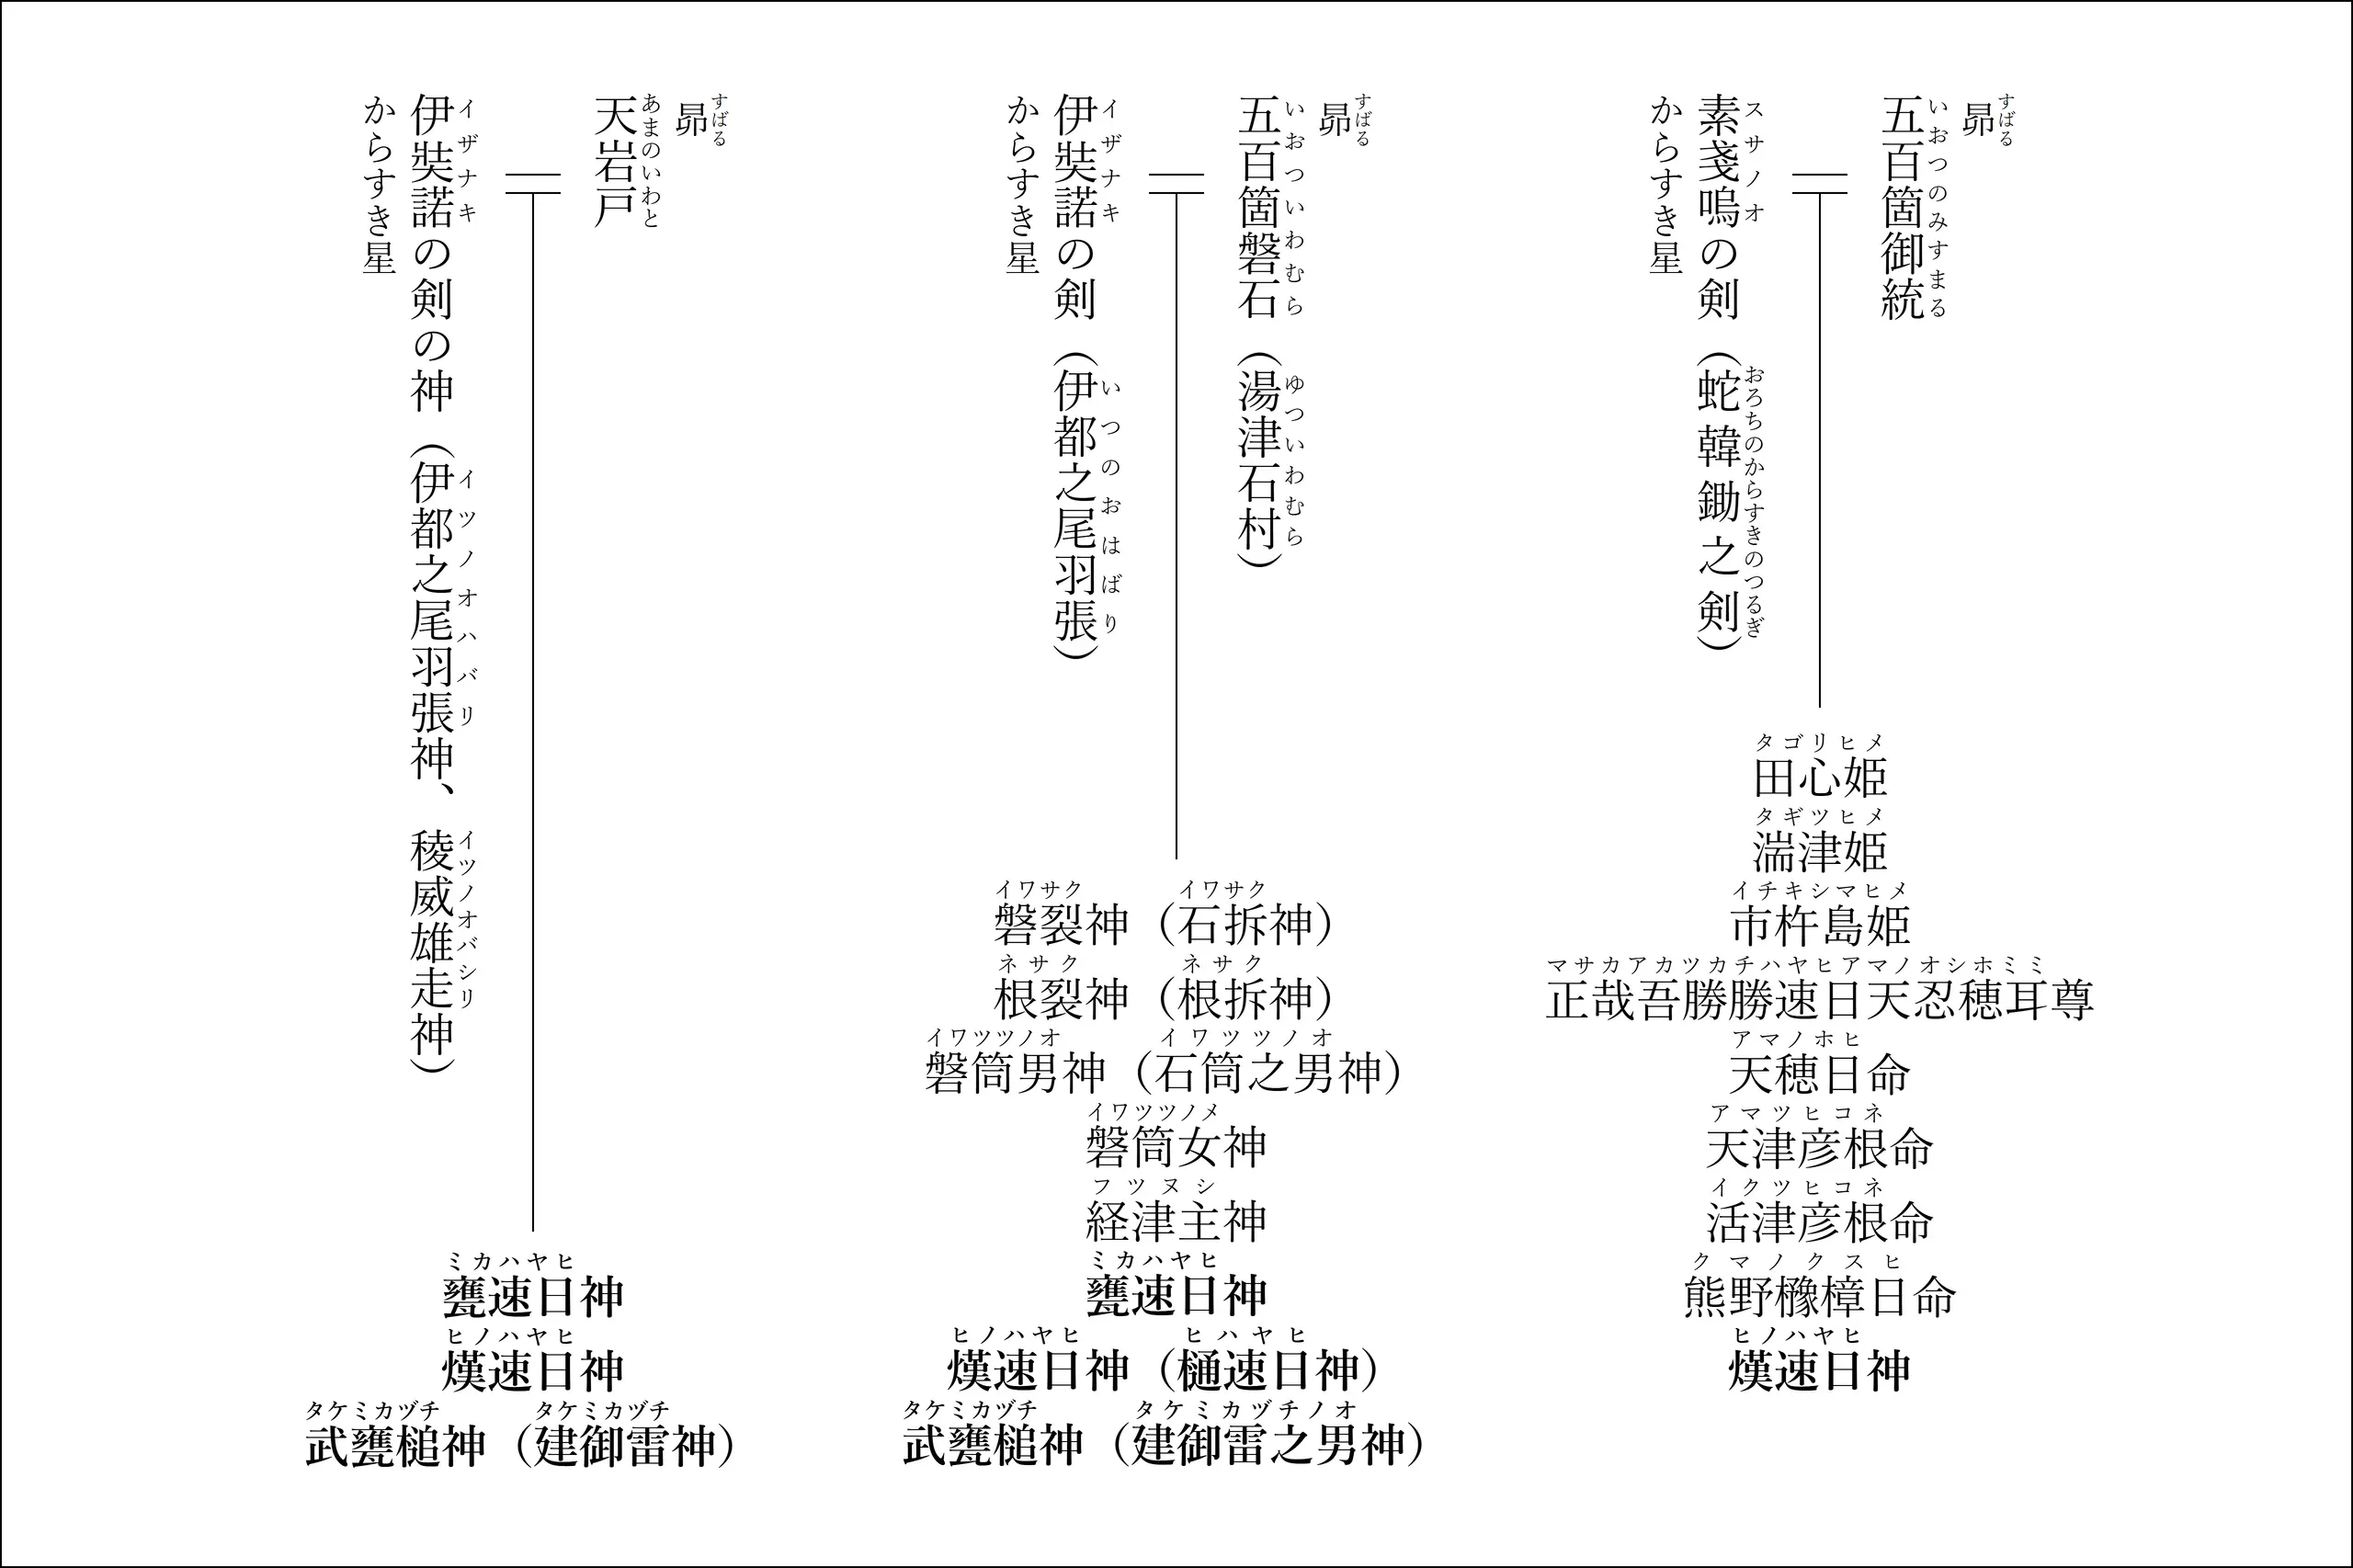 昴
すばる
五百箇御統
いおつのみすまる
素戔嗚の剣（蛇韓鋤之剣）
スサノオ
おろちのからすきのつるぎ
からすき星
タゴリヒメ
田心姫
タギツヒメ
湍津姫
イチキシマヒメ
市杵島姫
マサカアカツカチハヤヒアマノオシホミミ
正哉吾勝勝速日天忍穂耳尊
アマノホヒ
天穂日命
アマツヒコネ
天津彦根命
イクツヒコネ
活津彦根命
クマノクスヒ
熊野櫲樟日命
ヒノハヤヒ
熯速日神
昴
すばる
五百箇磐石（湯津石村）
いおついわむら
ゆついわむら
伊奘諾の剣（伊都之尾羽張）
イザナキ
いつのおはばり
からすき星
イワサク イワサク
磐裂神（石拆神）
ネサク ネサク
根裂神（根拆神）
イワツツノオ イワツツノオ
磐筒男神（石筒之男神）
イワツツノメ
磐筒女神
フツヌシ
経津主神
ミカハヤヒ
甕速日神
ヒノハヤヒ ヒハヤヒ
熯速日神（樋速日神）
タケミカヅチ タケミカヅチノオ
武甕槌神（建御雷之男神）
昴
すばる
天岩戸
あまのいわと
伊奘諾の剣の神（伊都之尾羽張神、稜威雄走神）
イザナキ
イツノオハバリ
イツノオバシリ
からすき星
ミカハヤヒ
甕速日神
ヒノハヤヒ
熯速日神
タケミカヅチ タケミカヅチ
武甕槌神（建御雷神）